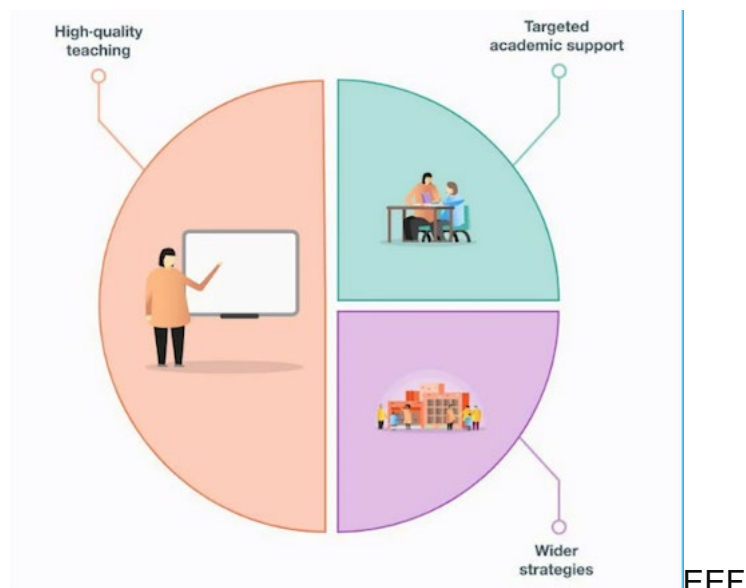 High-quality
teaching
Targeted
academic support
Wider
strategies
EEF